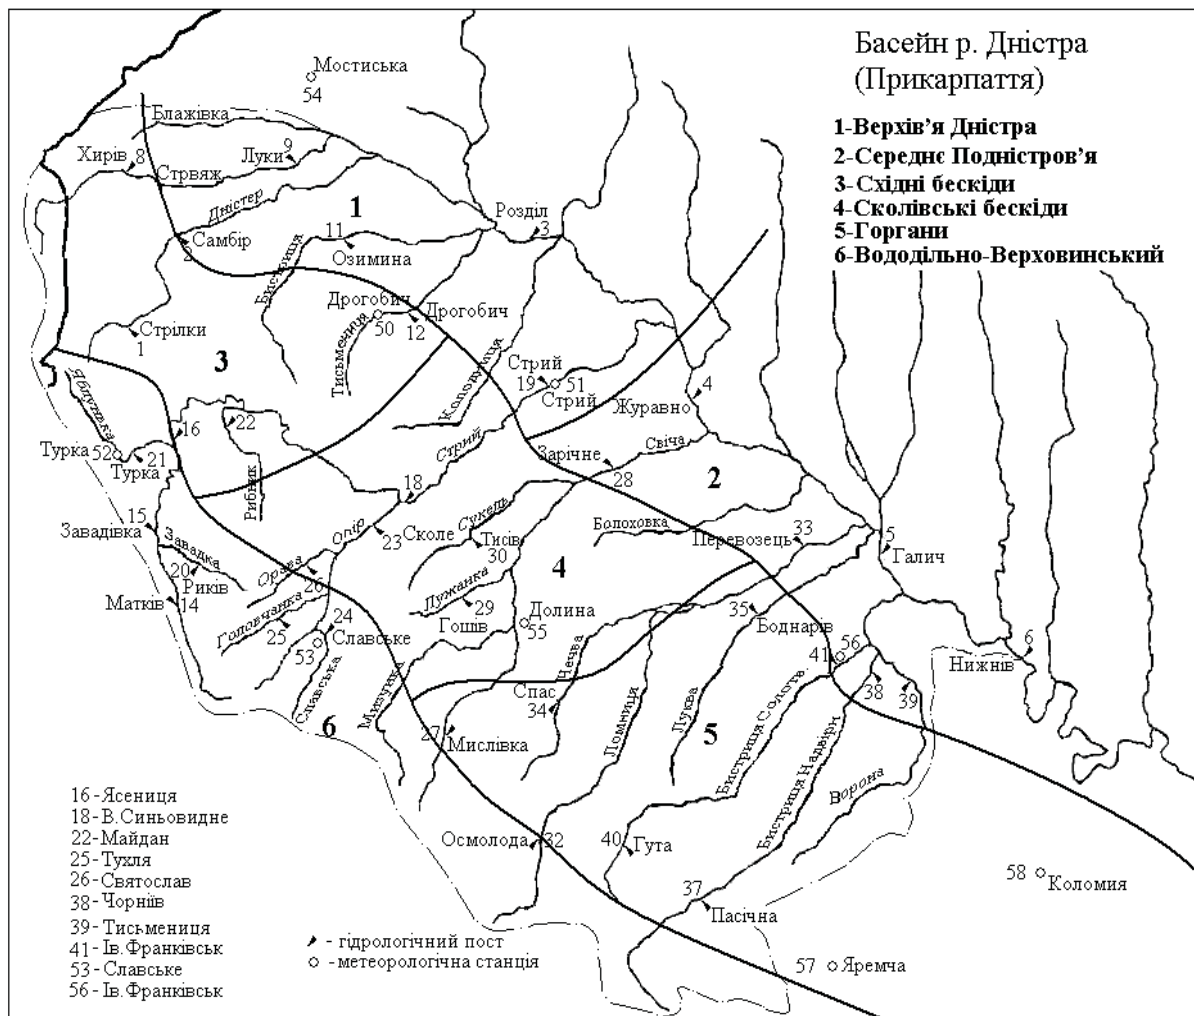 Басейн р. Дністра
(Прикарпаття)
1-Верхів'я Дністра
2-Середнє Подністров'я
3-Східні бескиди
4-Сколівські бескиди
5-Горгани
6-Вододільно-Верховинський
Мостиська
54
Блажівка
Хирів
8
Луки
9
Стрвяж
Дністер
1
Розділ
3
11
Самбір
2
Озимина
Бистриця
Дрогобич
50
Дрогобич
12
Тисьмениця
Стрілки
1
3
Колодниця
Стрий
19
51
Стрий
4
Журавно
Яблунька
22
16
Турка
52
21
Турка
Рибник
Стрий
Зарічне
28
Свіча
2
18
15
Завадівка
Завадка
20
Риків
Опір
23
Сколе
Сукель
Тисів
30
Болоховка
Перевозець
33
5
Галич
Орава
26
Матків
14
Головчанка
25
24
Славське
53
Славська
Лужанка
29
Гошів
4
Долина
55
35
Боднарів
56
41
6
Нижнів
Чечва
Спас
34
Мизунка
6
27
Мислівка
Ломниця
Луква
5
Бистриця Солотв
38
39
Бистриця Надвірн
Ворона
Осмолода
32
40
Гута
37
Пасічна
58
Коломия
57
Яремча
16 - Ясениця
18 - В.Синьовидне
22 - Майдан
25 - Тухля
26 - Святослав
38 - Чорніїв
39 - Тисьмениця
41 - Ів.Франківськ
53 - Славське
56 - Ів.Франківськ
- гідрологічний пост
- метеорологічна станція